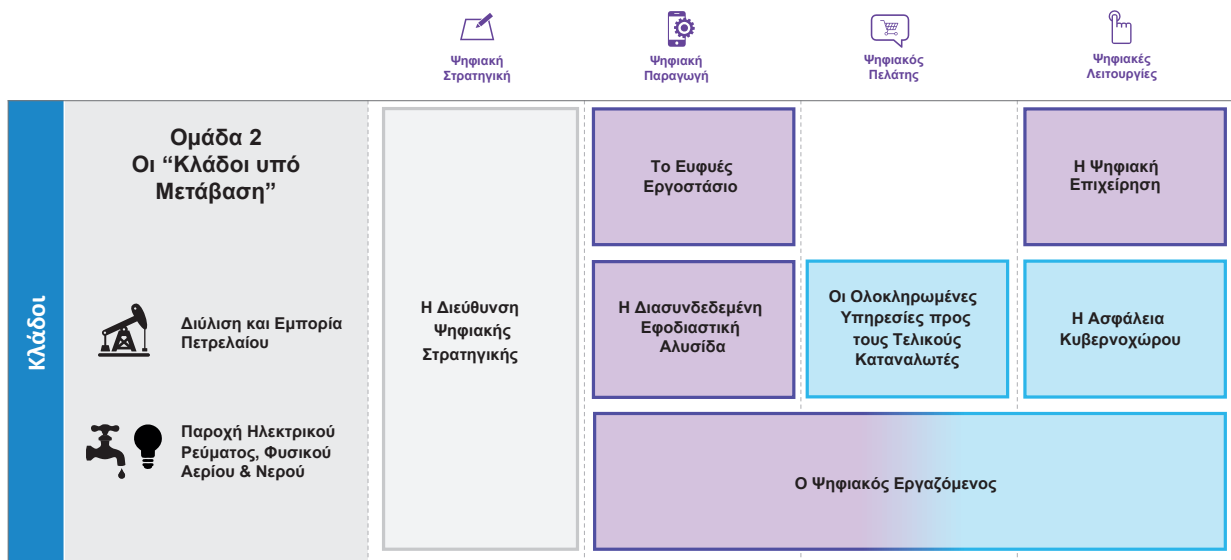 Ψηφιακή
Στρατηγική
Ψηφιακή
Παραγωγή
Ψηφιακός
Πελάτης
Ψηφιακές
Λειτουργίες
Κλάδοι
Ομάδα 2
Οι “Κλάδοι υπό
Μετάβαση”
Διύλιση και Εμπορία
Πετρελαίου
Παροχή Ηλεκτρικού
Ρεύματος, Φυσικού
Αερίου & Νερού
Η Διεύθυνση
Ψηφιακής
Στρατηγικής
Το Ευφυές
Εργοστάσιο
Η Ψηφιακή
Επιχείρηση
Η Διασυνδεδεμένη
Εφοδιαστική
Αλυσίδα
Οι Ολοκληρωμένες
Υπηρεσίες προς
τους Τελικούς
Καταναλωτές
Η Ασφάλεια
Κυβερνοχώρου
Ο Ψηφιακός Εργαζόμενος